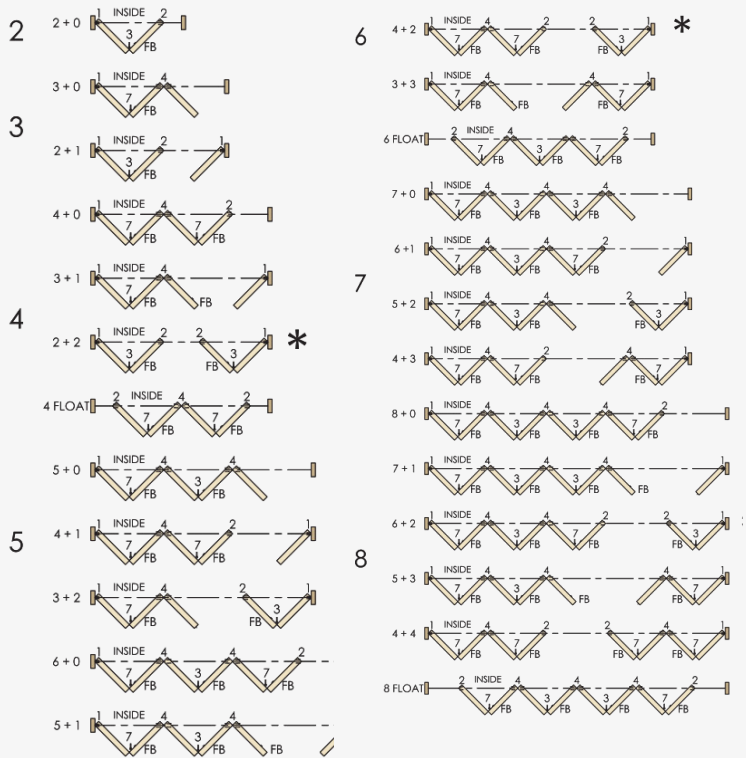 2
1 INSIDE 2
2 + 0
3
FB
1 INSIDE 4
3 + 0
7
FB
3
1 INSIDE 2 1
2 + 1
3
FB
1 INSIDE 4 2
4 + 0
7 7
FB FB
1 INSIDE 4 1
3 + 1
7
FB FB
4
1 INSIDE 2 2 1
2 + 2 *
3 FB 3
FB
2 INSIDE 4 2
4 FLOAT
7 7
FB FB
1 INSIDE 4 4
5 + 0
7 3
FB FB
5
1 INSIDE 4 2 1
4 + 1
7 7
FB FB
1 INSIDE 4 2 1
3 + 2
7 3
FB FB
1 INSIDE 4 4 2
6 + 0
7 3 7
FB FB FB
1 INSIDE 4 4
5 + 1
7 3
FB FB FB
6
1 INSIDE 4 2 2 1
4 + 2 *
7 7 3
FB FB FB
1 INSIDE 4 4 1
3 + 3
7 7
FB FB FB
2 INSIDE 4 4 2
6 FLOAT
7 3 7
FB FB FB
1 INSIDE 4 4 4
7 + 0
7 3 3
FB FB FB
1 INSIDE 4 4 2 1
6 + 1
7 3 7
FB FB FB
7
1 INSIDE 4 4 2 1
5 + 2
7 3 3
FB FB FB
1 INSIDE 4 2 4 1
4 + 3
7 7 7
FB FB FB
1 INSIDE 4 4 4 2
8 + 0
7 3 3 7
FB FB FB FB
1 INSIDE 4 4 4 1
7 + 1
7 3 3
FB FB FB FB
1 INSIDE 4 4 2 2 1
6 + 2
7 3 7 3
FB FB FB FB
8
1 INSIDE 4 4 4 1
5 + 3
7 3 7
FB FB FB FB
1 INSIDE 4 2 2 4 1
4 + 4
7 7 7 7
FB FB FB FB
2 INSIDE 4 4 4 2
8 FLOAT
7 3 3 7
FB FB FB FB